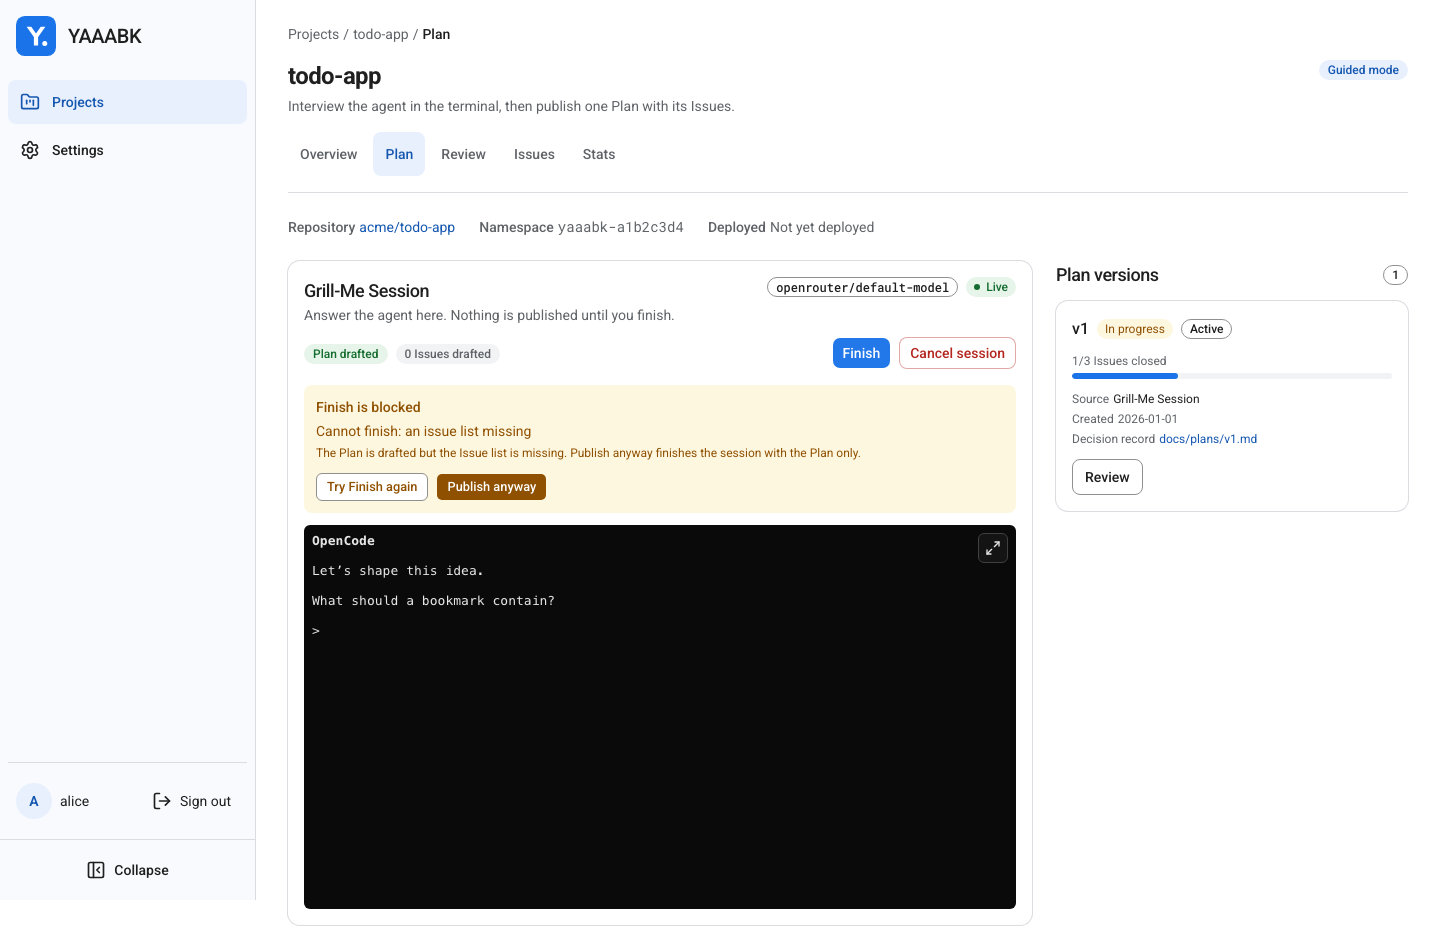 Y. YAAABK
Projects
Settings
A alice Sign out
Collapse
Projects / todo-app / Plan
todo-app
Guided mode
Interview the agent in the terminal, then publish one Plan with its Issues.
Overview Plan Review Issues Stats
Repository acme/todo-app Namespace yaaabk-a1b2c3d4 Deployed Not yet deployed
Grill-Me Session
openrouter/default-model Live
Answer the agent here. Nothing is published until you finish.
Plan drafted 0 Issues drafted
Finish Cancel session
Finish is blocked
Cannot finish: an issue list missing
The Plan is drafted but the Issue list is missing. Publish anyway finishes the session with the Plan only.
Try Finish again Publish anyway
OpenCode
Let’s shape this idea.
What should a bookmark contain?
>
Plan versions 1
v1 In progress Active
1/3 Issues closed
Source Grill-Me Session
Created 2026-01-01
Decision record docs/plans/v1.md
Review